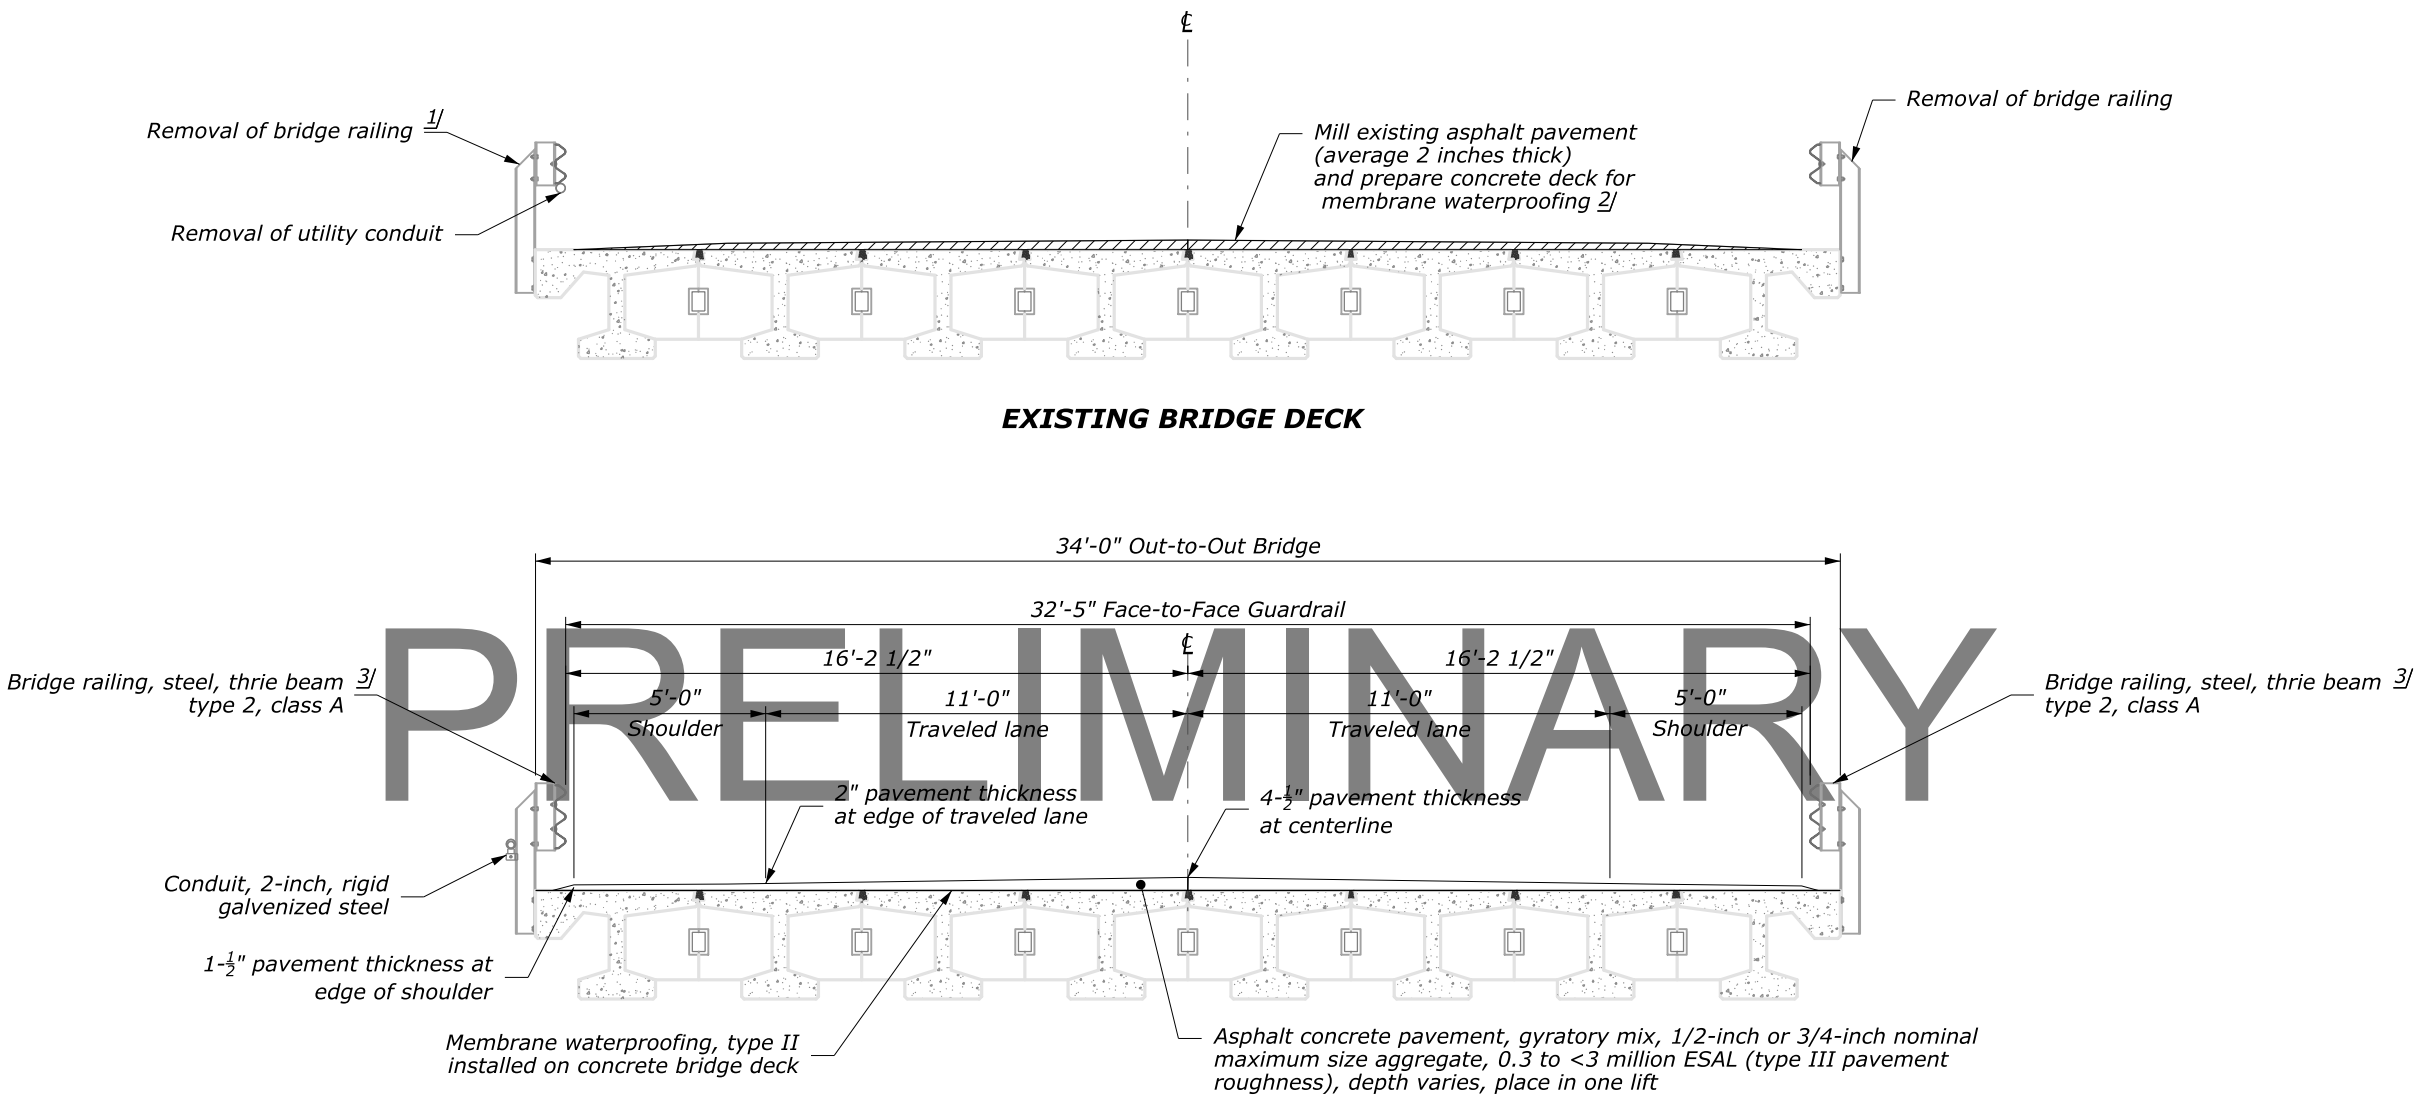 ℄
Removal of bridge railing 1/
Removal of bridge railing
Mill existing asphalt pavement
(average 2 inches thick)
and prepare concrete deck for
membrane waterproofing 2/
Removal of utility conduit
EXISTING BRIDGE DECK
34'-0" Out-to-Out Bridge
32'-5" Face-to-Face Guardrail
PRELIMINARY
℄
16'-2 1/2"
16'-2 1/2"
Bridge railing, steel, thrie beam 3/
type 2, class A
5'-0"
Shoulder
11'-0"
Traveled lane
11'-0"
Traveled lane
5'-0"
Shoulder
Bridge railing, steel, thrie beam 3/
type 2, class A
2" pavement thickness
at edge of traveled lane
4-1/2" pavement thickness
at centerline
Conduit, 2-inch, rigid
galvenized steel
1-1/2" pavement thickness at
edge of shoulder
Membrane waterproofing, type II
installed on concrete bridge deck
Asphalt concrete pavement, gyratory mix, 1/2-inch or 3/4-inch nominal
maximum size aggregate, 0.3 to <3 million ESAL (type III pavement
roughness), depth varies, place in one lift